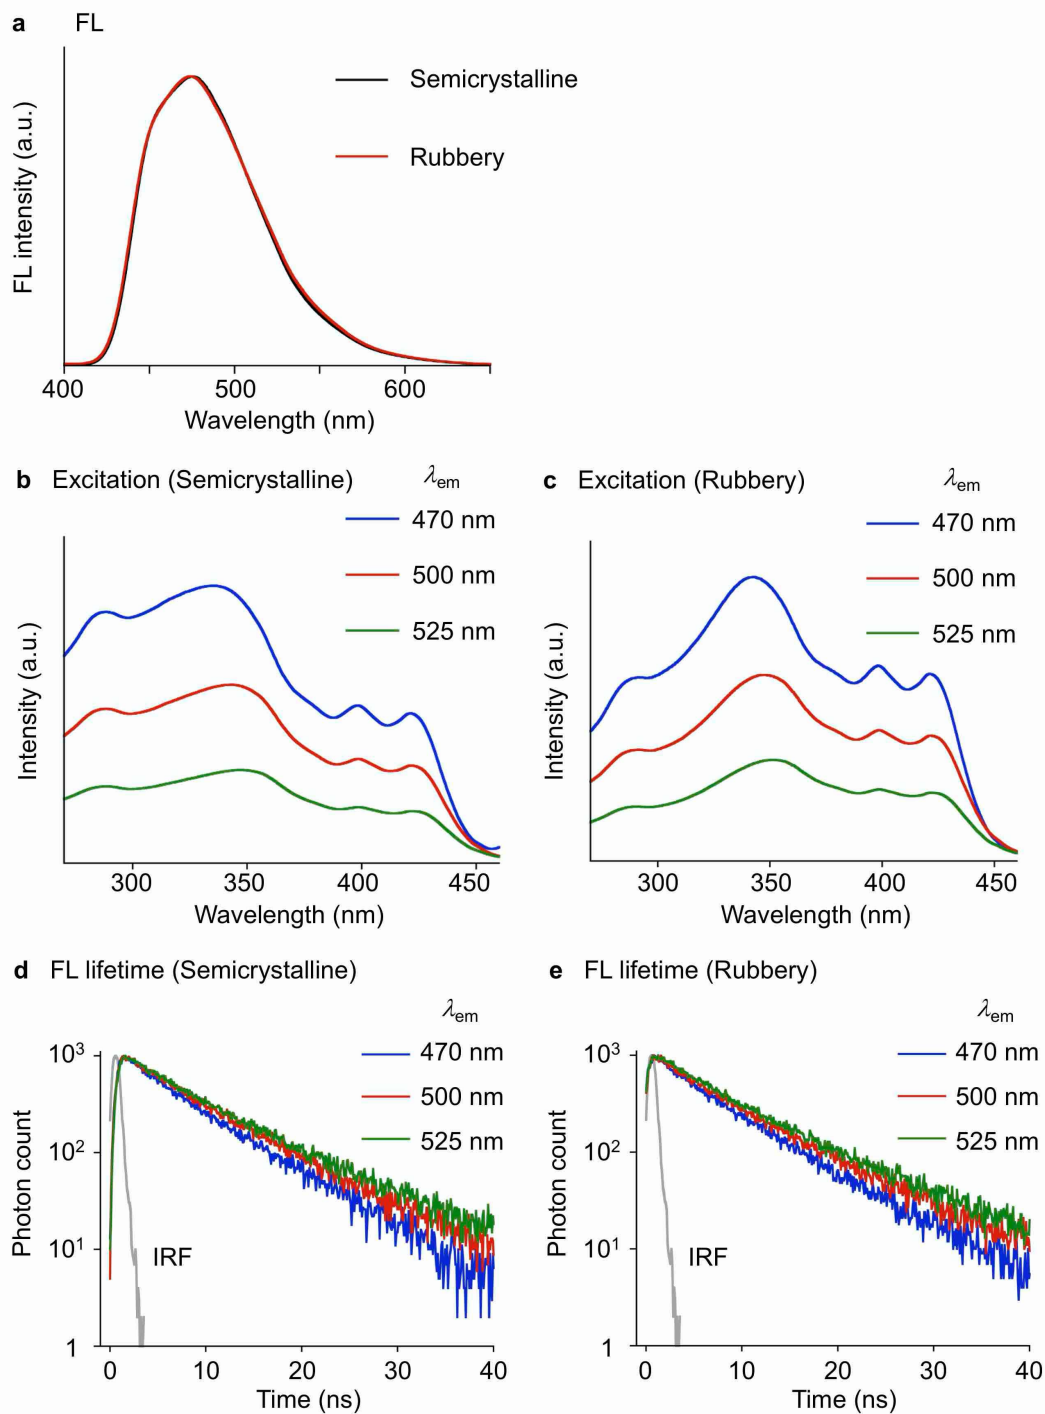 a FL
Semicrystalline
Rubbery
FL intensity (a.u.)
400 500 600
Wavelength (nm)
b Excitation (Semicrystalline) λem
470 nm
500 nm
525 nm
Intensity (a.u.)
300 350 400 450
Wavelength (nm)
c Excitation (Rubbery) λem
470 nm
500 nm
525 nm
Intensity (a.u.)
300 350 400 450
Wavelength (nm)
d FL lifetime (Semicrystalline)
λem
470 nm
500 nm
525 nm
Photon count
10³
10²
10¹
1
IRF
0 10 20 30 40
Time (ns)
e FL lifetime (Rubbery)
λem
470 nm
500 nm
525 nm
Photon count
10³
10²
10¹
1
IRF
0 10 20 30 40
Time (ns)